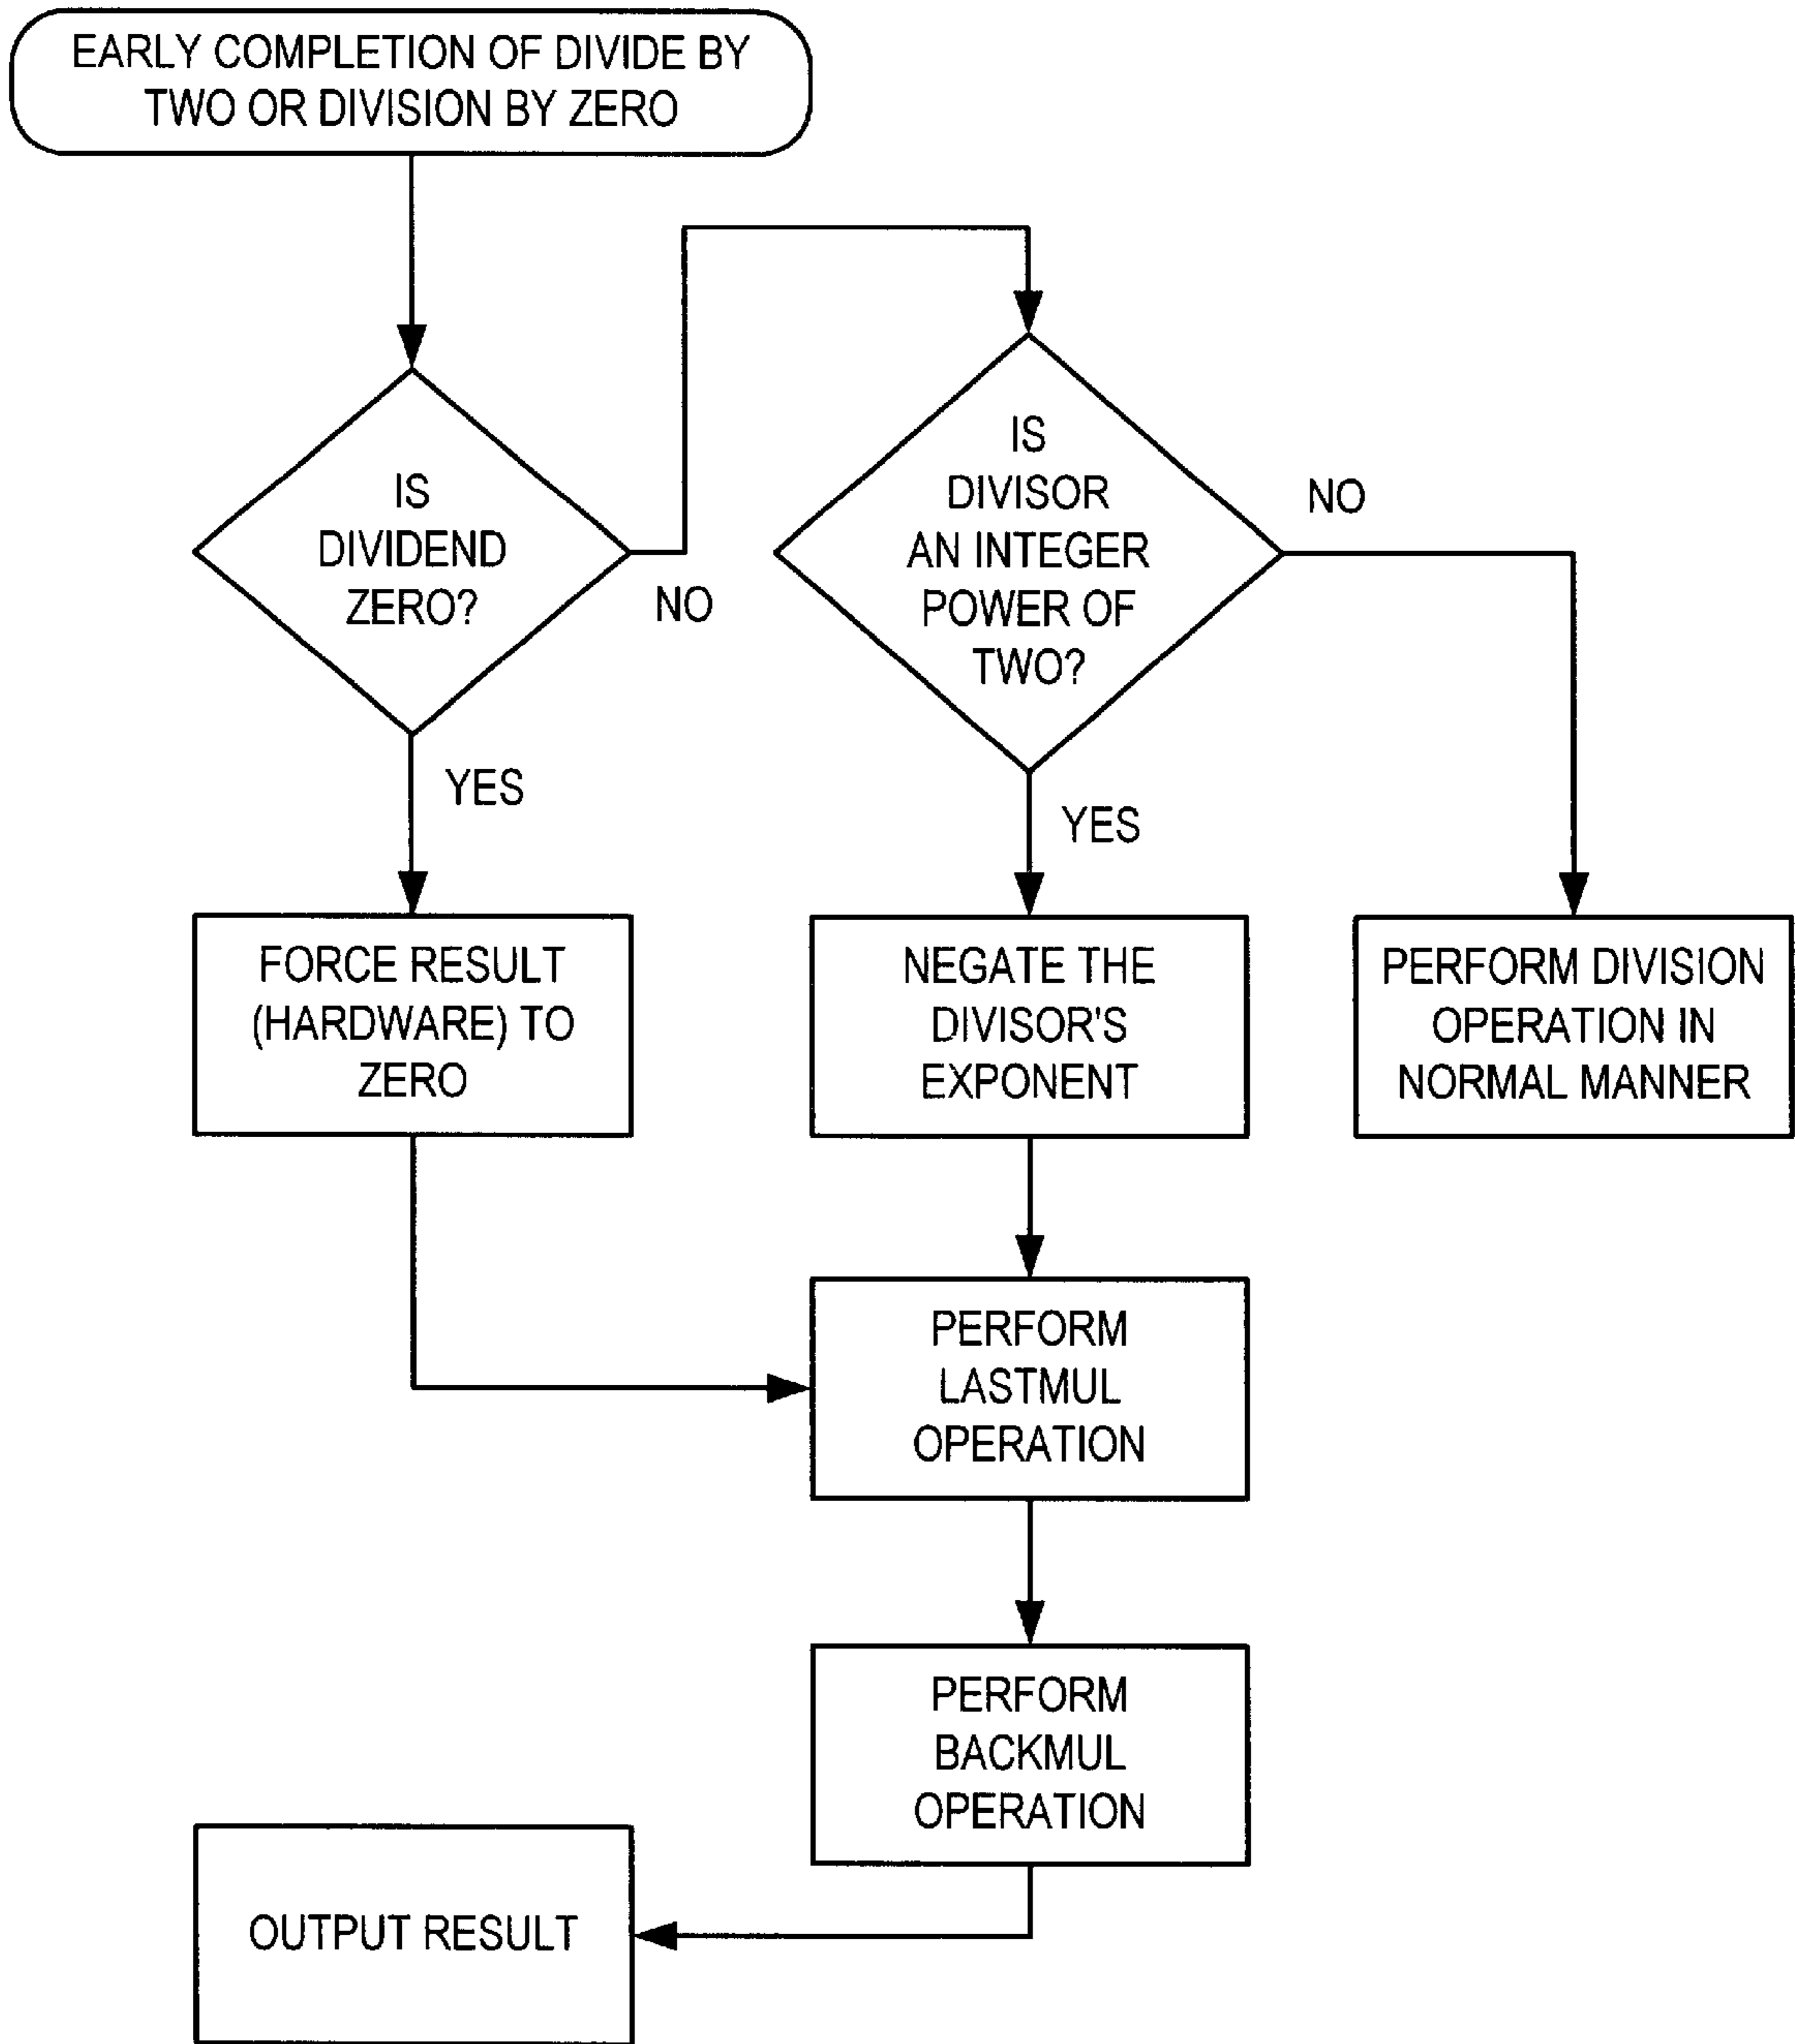 EARLY COMPLETION OF DIVIDE BY
TWO OR DIVISION BY ZERO
IS
DIVIDEND
ZERO?
NO
YES
IS
DIVISOR
AN INTEGER
POWER OF
TWO?
NO
YES
FORCE RESULT
(HARDWARE) TO
ZERO
NEGATE THE
DIVISOR'S
EXPONENT
PERFORM DIVISION
OPERATION IN
NORMAL MANNER
PERFORM
LASTMUL
OPERATION
PERFORM
BACKMUL
OPERATION
OUTPUT RESULT